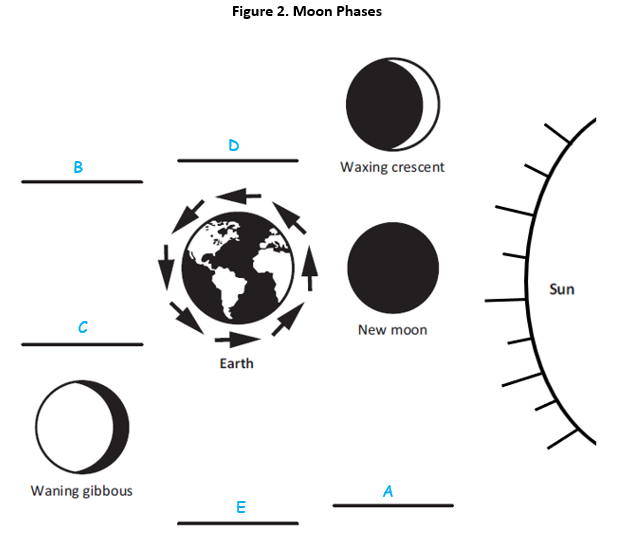 Figure 2. Moon Phases
D
B
Waxing crescent
Sun
New moon
C
Earth
Waning gibbous
A
E